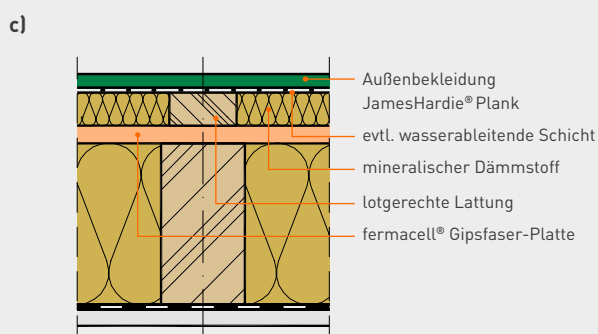 c)
Außenbekleidung
JamesHardie® Plank
evtl. wasserableitende Schicht
mineralischer Dämmstoff
lotgerechte Lattung
fermacell® Gipsfaser-Platte